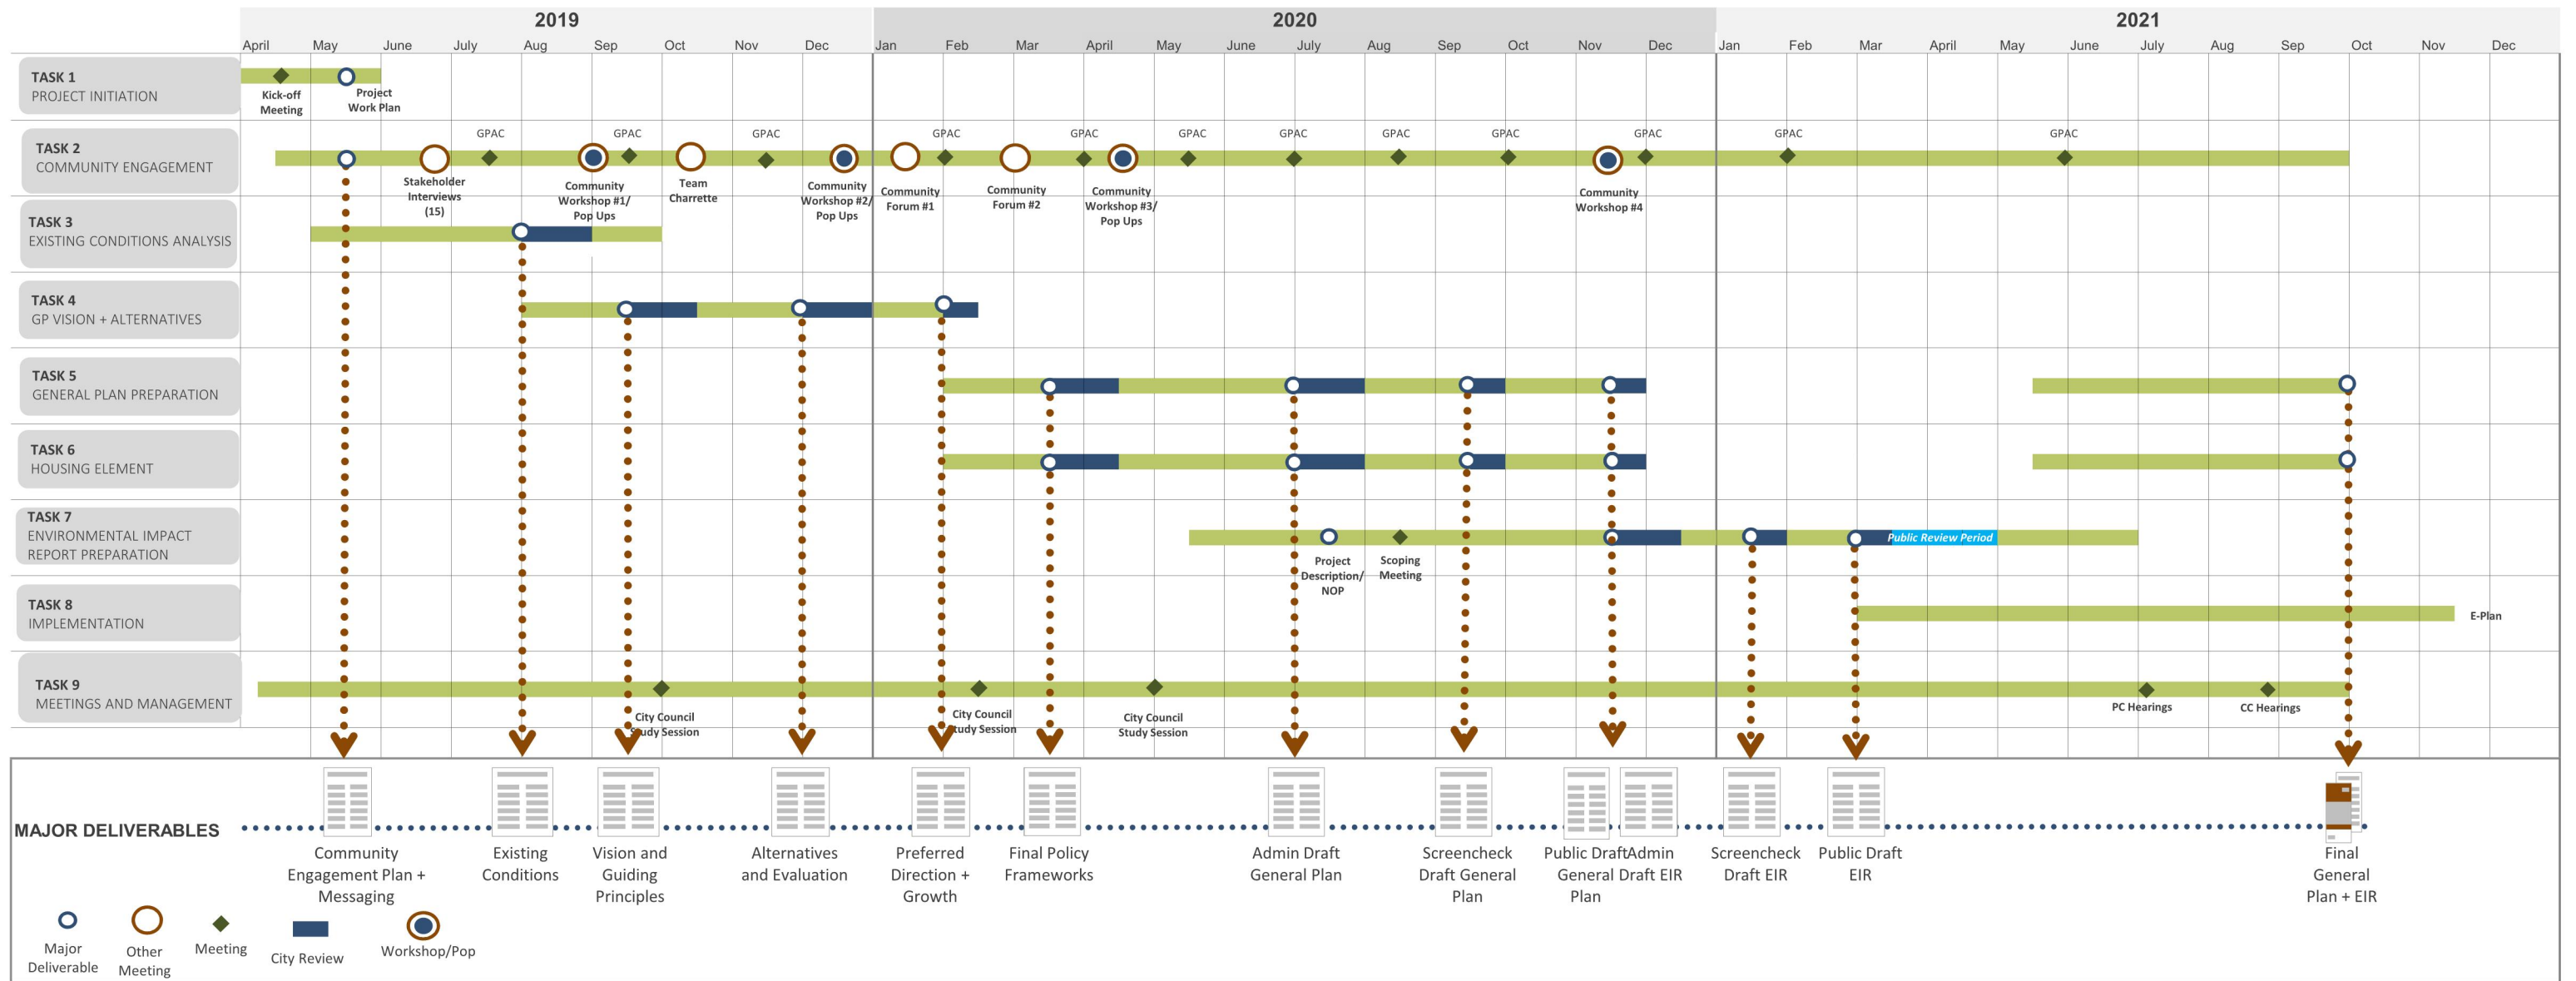 2019
2020
2021
April May June July Aug Sep Oct Nov Dec Jan Feb Mar April May June July Aug Sep Oct Nov Dec Jan Feb Mar April May June July Aug Sep Oct Nov Dec
TASK 1
PROJECT INITIATION
Kick-off
Meeting
Project
Work Plan
TASK 2
COMMUNITY ENGAGEMENT
GPAC GPAC GPAC GPAC GPAC GPAC GPAC GPAC GPAC GPAC GPAC GPAC
Stakeholder
Interviews
(15)
Community
Workshop #1/
Pop Ups
Team
Charrette
Community
Workshop #2/
Pop Ups
Community
Forum #1
Community
Forum #2
Community
Workshop #3/
Pop Ups
Community
Workshop #4
TASK 3
EXISTING CONDITIONS ANALYSIS
TASK 4
GP VISION + ALTERNATIVES
TASK 5
GENERAL PLAN PREPARATION
TASK 6
HOUSING ELEMENT
TASK 7
ENVIRONMENTAL IMPACT
REPORT PREPARATION
Public Review Period
Project
Description/
NOP
Scoping
Meeting
TASK 8
IMPLEMENTATION
E-Plan
TASK 9
MEETINGS AND MANAGEMENT
City Council
Study Session
City Council
Study Session
City Council
Study Session
PC Hearings
CC Hearings
MAJOR DELIVERABLES
Community
Engagement Plan +
Messaging
Existing
Conditions
Vision and
Guiding
Principles
Alternatives
and Evaluation
Preferred
Direction +
Growth
Final Policy
Frameworks
Admin Draft
General Plan
Screencheck
Draft General
Plan
Public Draft
General
Plan
Admin
Draft EIR
Screencheck
Draft EIR
Public Draft
EIR
Final
General
Plan + EIR
Major
Deliverable
Other
Meeting
Meeting
City Review
Workshop/Pop